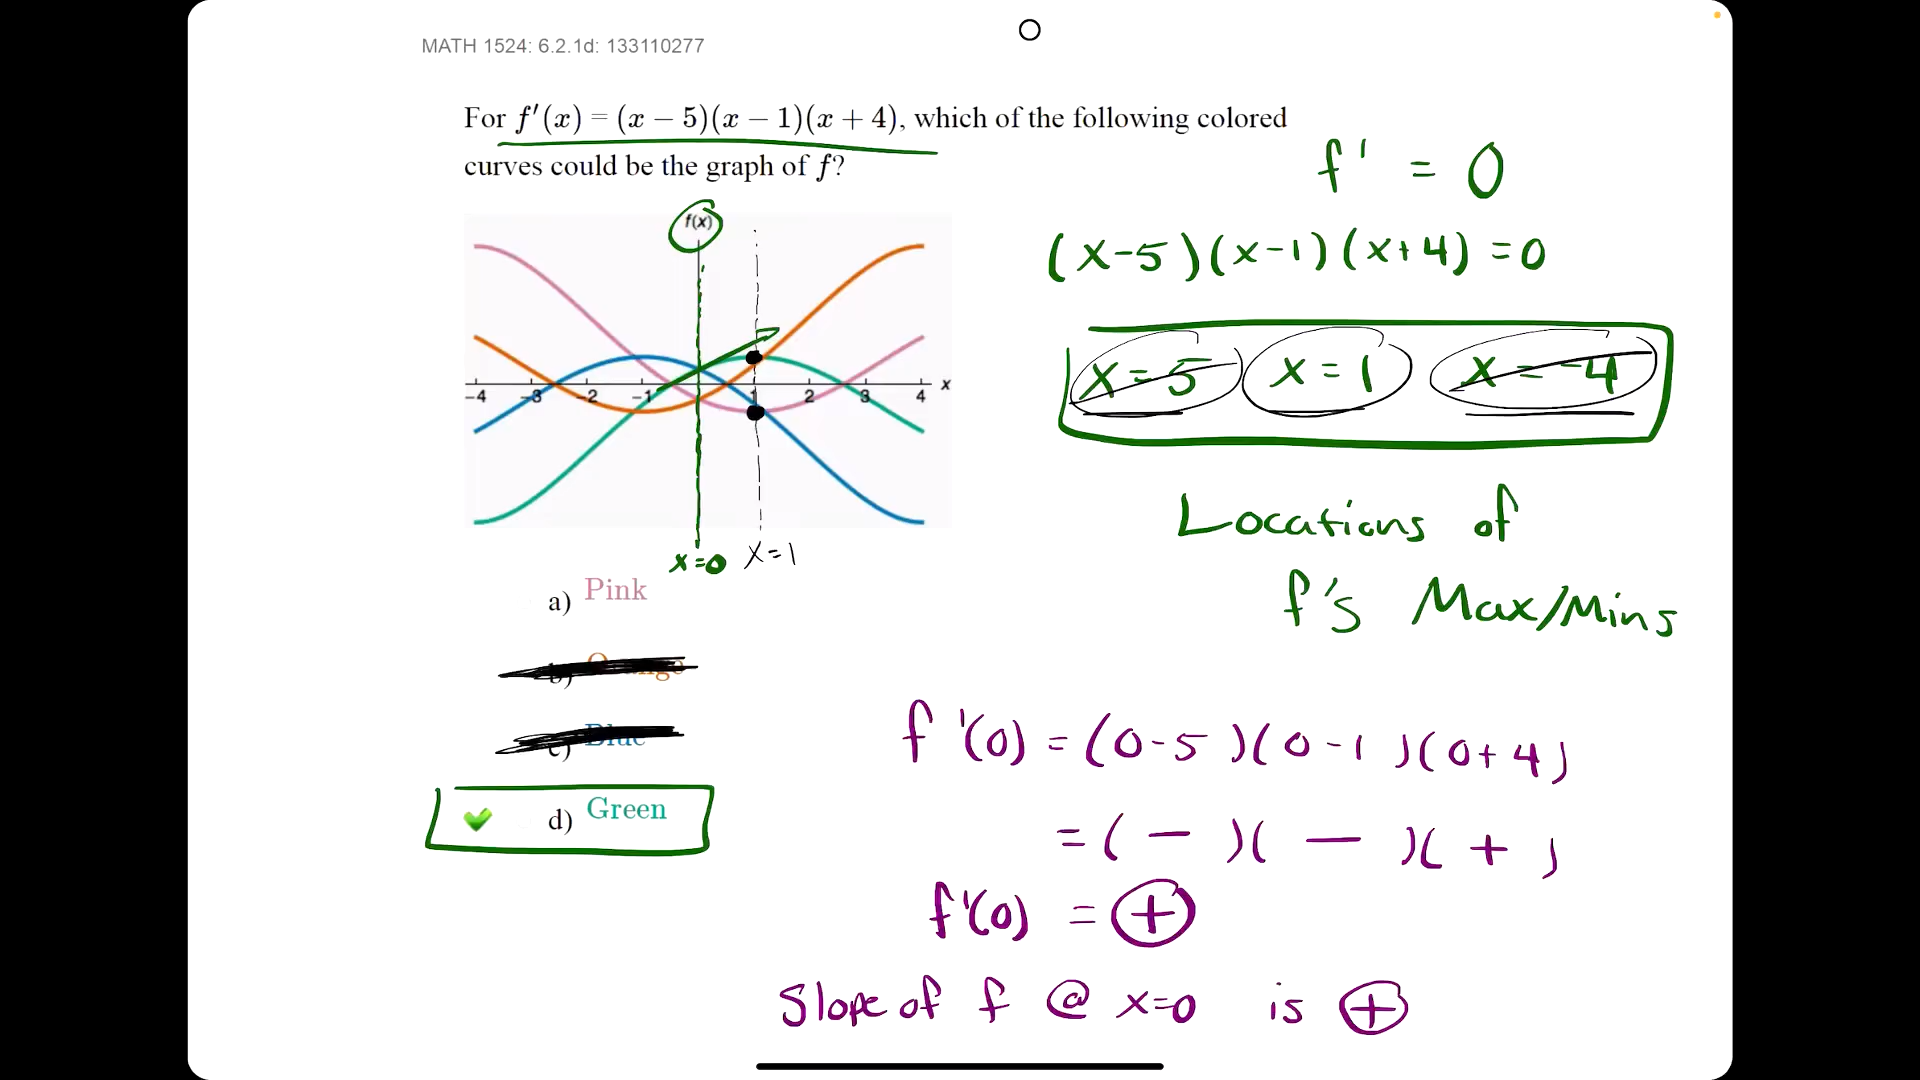 MATH 1524: 6.2.1d: 133110277
For f′(x) = (x − 5)(x − 1)(x + 4), which of the following colored
curves could be the graph of f?
f(x)
x
−4 −3 −2 −1 1 2 3 4
x=0 x=1
a) Pink
b) Orange
c) Blue
d) Green
f' = 0
(x-5)(x-1)(x+4) = 0
x = 5 x = 1 x = -4
Locations of
f's Max/Mins
f'(0) = (0-5)(0-1)(0+4)
= ( − )( − )( + )
f'(0) = +
Slope of f @ x=0 is +